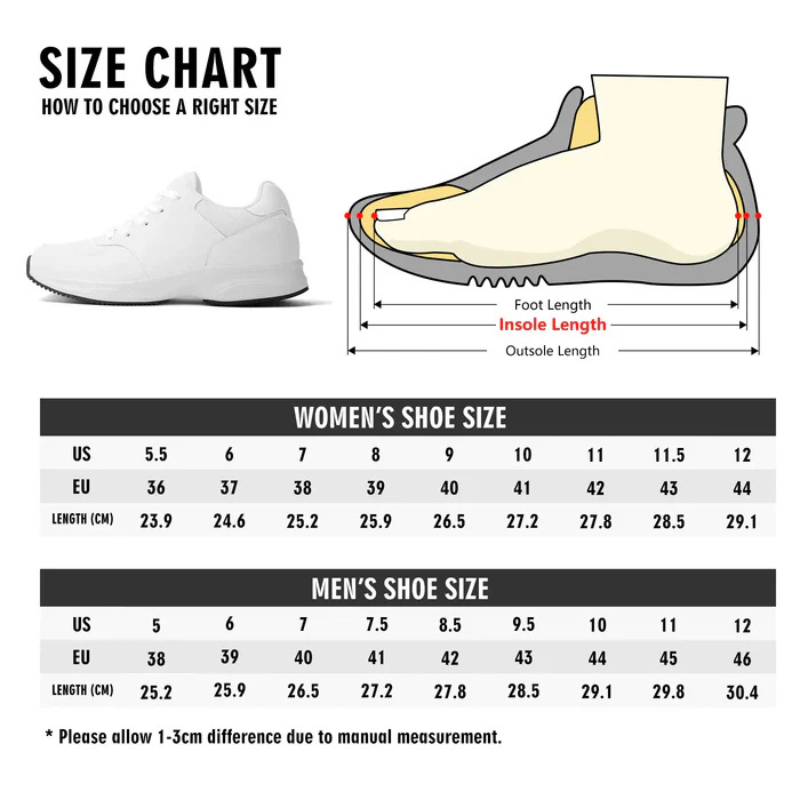 SIZE CHART
HOW TO CHOOSE A RIGHT SIZE
Foot Length
Insole Length
Outsole Length
WOMEN'S SHOE SIZE
US 5.5 6 7 8 9 10 11 11.5 12
EU 36 37 38 39 40 41 42 43 44
LENGTH (CM) 23.9 24.6 25.2 25.9 26.5 27.2 27.8 28.5 29.1
MEN'S SHOE SIZE
US 5 6 7 7.5 8.5 9.5 10 11 12
EU 38 39 40 41 42 43 44 45 46
LENGTH (CM) 25.2 25.9 26.5 27.2 27.8 28.5 29.1 29.8 30.4
* Please allow 1-3cm difference due to manual measurement.